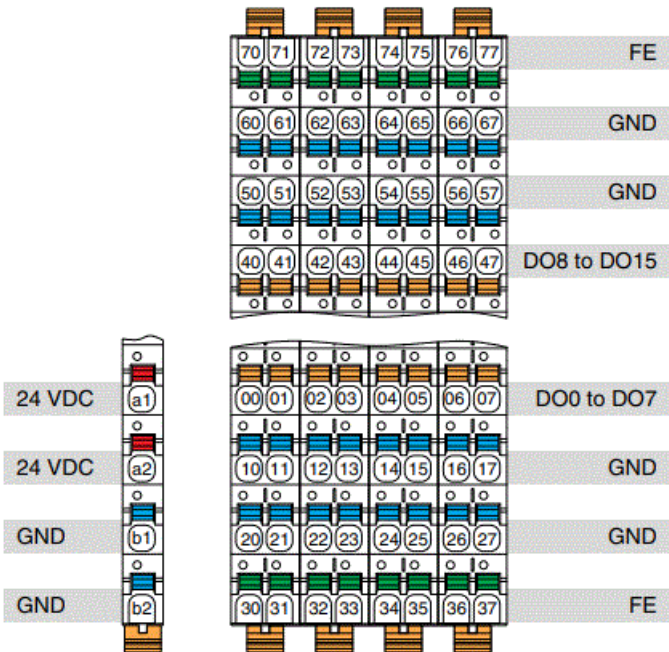 70 71 72 73 74 75 76 77 FE
60 61 62 63 64 65 66 67 GND
50 51 52 53 54 55 56 57 GND
40 41 42 43 44 45 46 47 DO8 to DO15
24 VDC a1 00 01 02 03 04 05 06 07 DO0 to DO7
24 VDC a2 10 11 12 13 14 15 16 17 GND
GND b1 20 21 22 23 24 25 26 27 GND
GND b2 30 31 32 33 34 35 36 37 FE